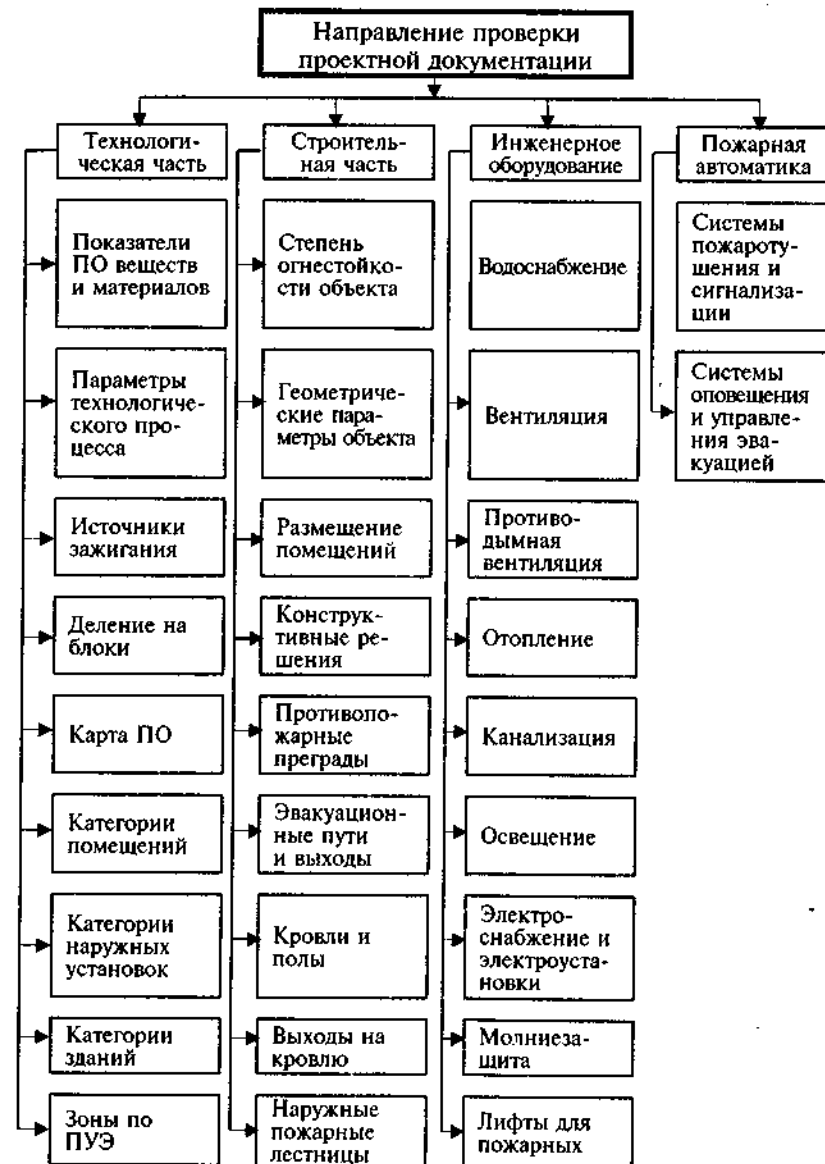 Направление проверки
проектной документации
Технологи-
ческая часть
Показатели
ПО веществ
и материалов
Параметры
технологиче-
ского про-
цесса
Источники
зажигания
Деление на
блоки
Карта ПО
Категории
помещений
Категории
наружных
установок
Категории
зданий
Зоны по
ПУЭ
Строитель-
ная часть
Степень
огнестойко-
сти объекта
Геометриче-
ские пара-
метры объекта
Размещение
помещений
Конструк-
тивные ре-
шения
Противопо-
жарные
преграды
Эвакуацион-
ные пути
и выходы
Кровли и
полы
Выходы на
кровлю
Наружные
пожарные
лестницы
Инженерное
оборудование
Водоснабжение
Вентиляция
Противо-
дымная
вентиляция
Отопление
Канализация
Освещение
Электро-
снабжение и
электроуста-
новки
Молниеза-
щита
Лифты для
пожарных
Пожарная
автоматика
Системы
пожароту-
шения и
сигнализа-
ции
Системы
оповещения
и управле-
ния эва-
куацией